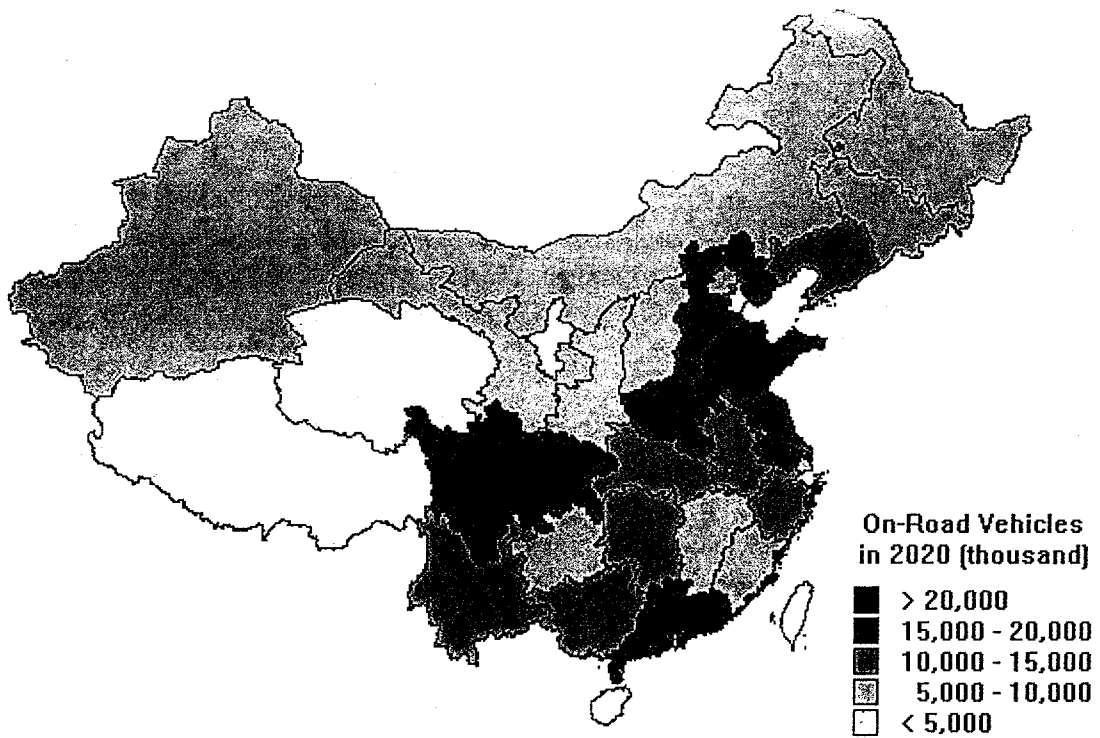 On-Road Vehicles
in 2020 (thousand)
> 20,000
15,000 - 20,000
10,000 - 15,000
5,000 - 10,000
< 5,000